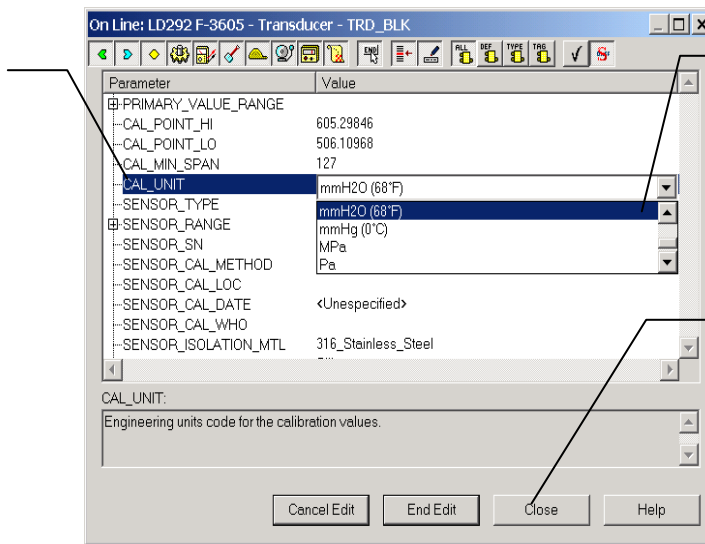 On Line: LD292 F-3605 - Transducer - TRD_BLK
END ALL DEF TYPE TAG
Parameter Value
PRIMARY_VALUE_RANGE
CAL_POINT_HI 605.29846
CAL_POINT_LO 506.10968
CAL_MIN_SPAN 127
CAL_UNIT mmH2O (68°F)
SENSOR_TYPE mmH2O (68°F)
SENSOR_RANGE mmHg (0°C)
SENSOR_SN MPa
SENSOR_CAL_METHOD Pa
SENSOR_CAL_LOC
SENSOR_CAL_DATE <Unspecified>
SENSOR_CAL_WHO
SENSOR_ISOLATION_MTL 316_Stainless_Steel
CAL_UNIT:
Engineering units code for the calibration values.
Cancel Edit End Edit Close Help